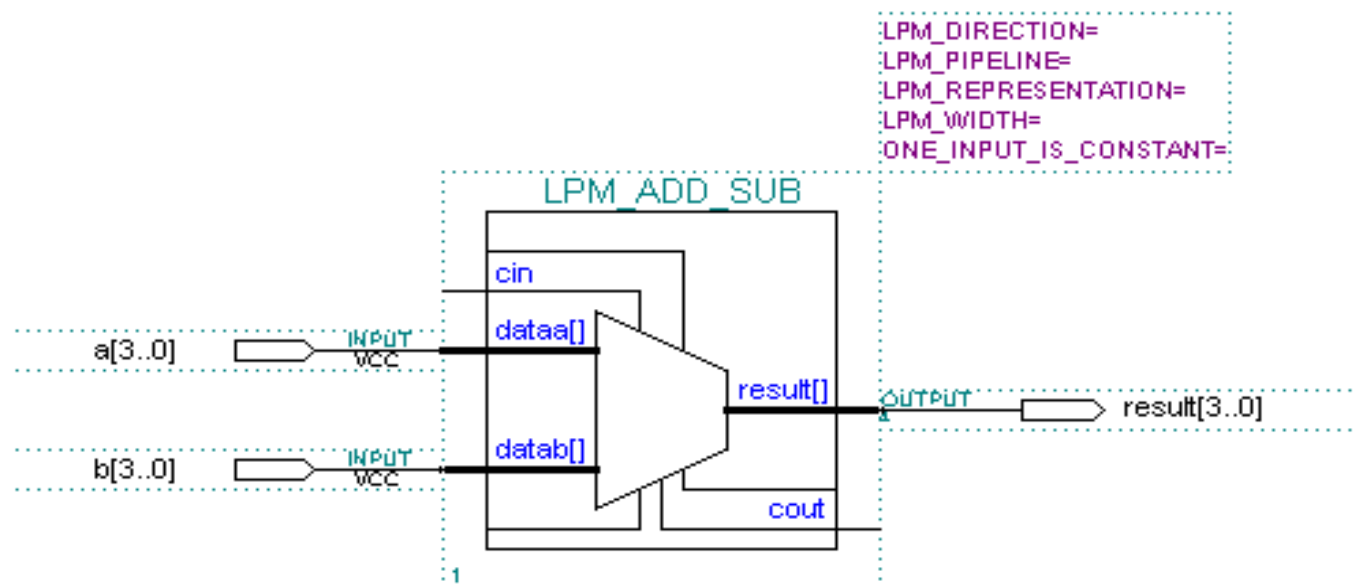 LPM_DIRECTION=
LPM_PIPELINE=
LPM_REPRESENTATION=
LPM_WIDTH=
ONE_INPUT_IS_CONSTANT=
LPM_ADD_SUB
cin
a[3..0]
INPUT
VCC
dataa[]
result[]
OUTPUT
result[3..0]
b[3..0]
INPUT
VCC
datab[]
cout
1